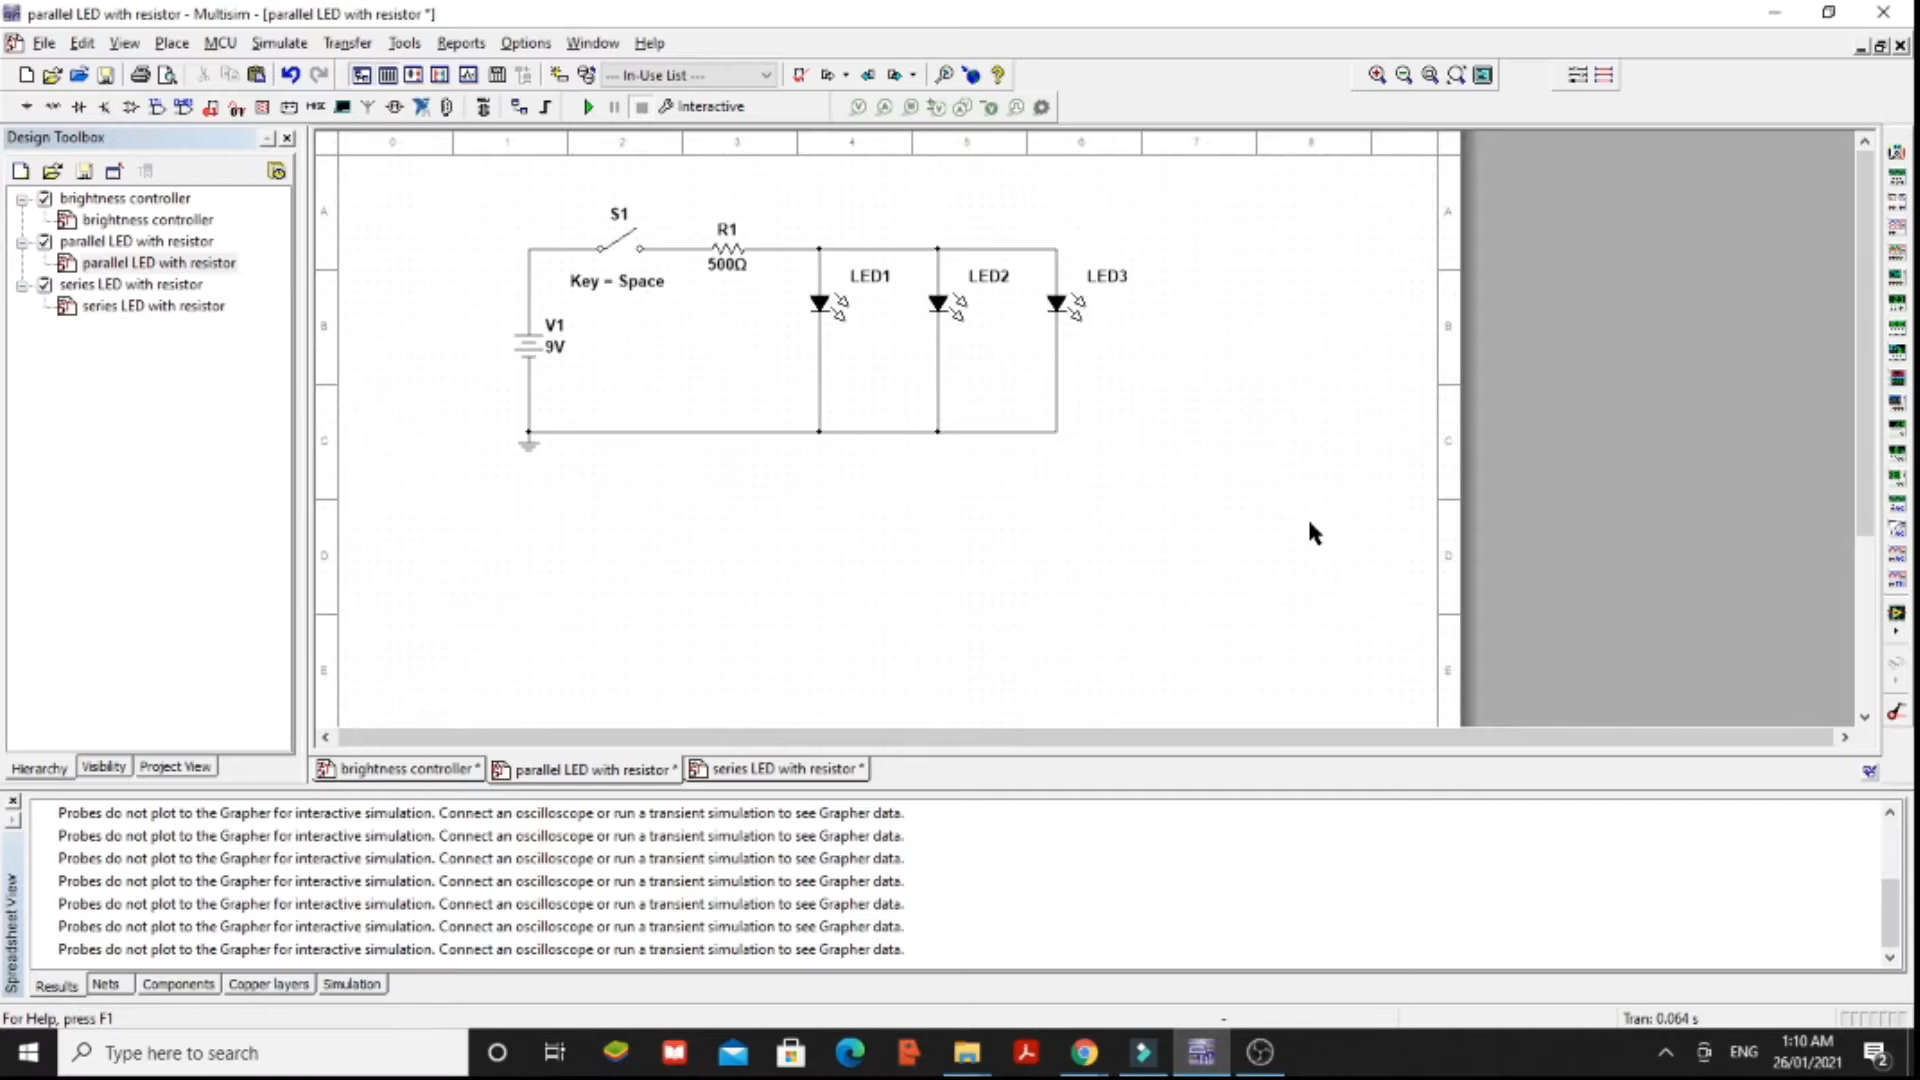 parallel LED with resistor - Multisim - [parallel LED with resistor *]
File Edit View Place MCU Simulate Transfer Tools Reports Options Window Help
--- In-Use List ---
Interactive
Design Toolbox
brightness controller
brightness controller
parallel LED with resistor
parallel LED with resistor
series LED with resistor
series LED with resistor
Hierarchy Visibility Project View
0 1 2 3 4 5 6 7 8
A A
B B
C C
D D
E E
S1
Key = Space
R1
500Ω
V1
9V
LED1
LED2
LED3
brightness controller * parallel LED with resistor * series LED with resistor *
Probes do not plot to the Grapher for interactive simulation. Connect an oscilloscope or run a transient simulation to see Grapher data.
Probes do not plot to the Grapher for interactive simulation. Connect an oscilloscope or run a transient simulation to see Grapher data.
Probes do not plot to the Grapher for interactive simulation. Connect an oscilloscope or run a transient simulation to see Grapher data.
Probes do not plot to the Grapher for interactive simulation. Connect an oscilloscope or run a transient simulation to see Grapher data.
Probes do not plot to the Grapher for interactive simulation. Connect an oscilloscope or run a transient simulation to see Grapher data.
Probes do not plot to the Grapher for interactive simulation. Connect an oscilloscope or run a transient simulation to see Grapher data.
Probes do not plot to the Grapher for interactive simulation. Connect an oscilloscope or run a transient simulation to see Grapher data.
Spreadsheet View
Results Nets Components Copper layers Simulation
For Help, press F1
- Tran: 0.064 s
Type here to search
ENG
1:10 AM
26/01/2021
2